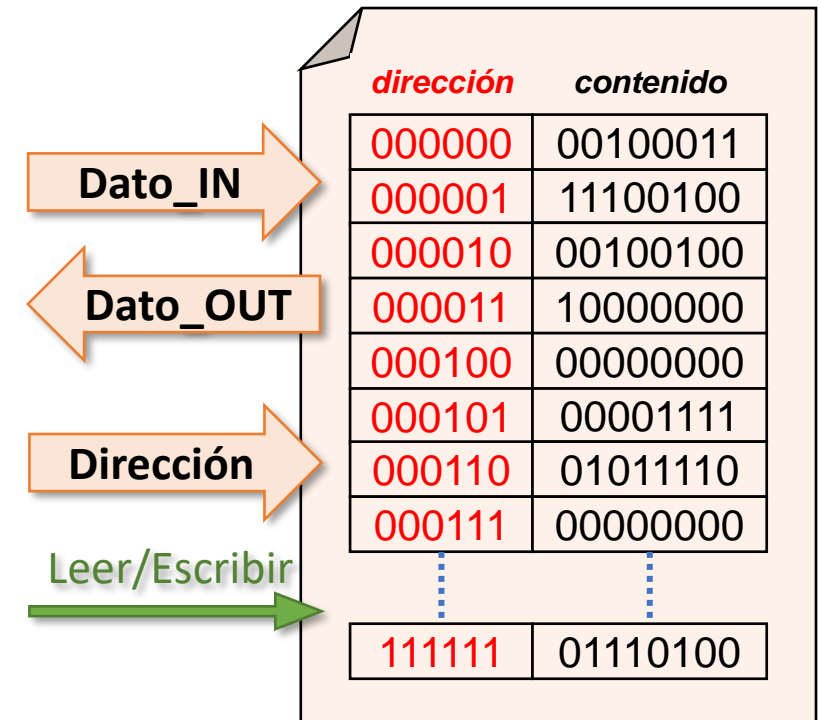 dirección contenido
000000 00100011
Dato_IN
000001 11100100
000010 00100100
Dato_OUT
000011 10000000
000100 00000000
000101 00001111
Dirección
000110 01011110
000111 00000000
Leer/Escribir
111111 01110100